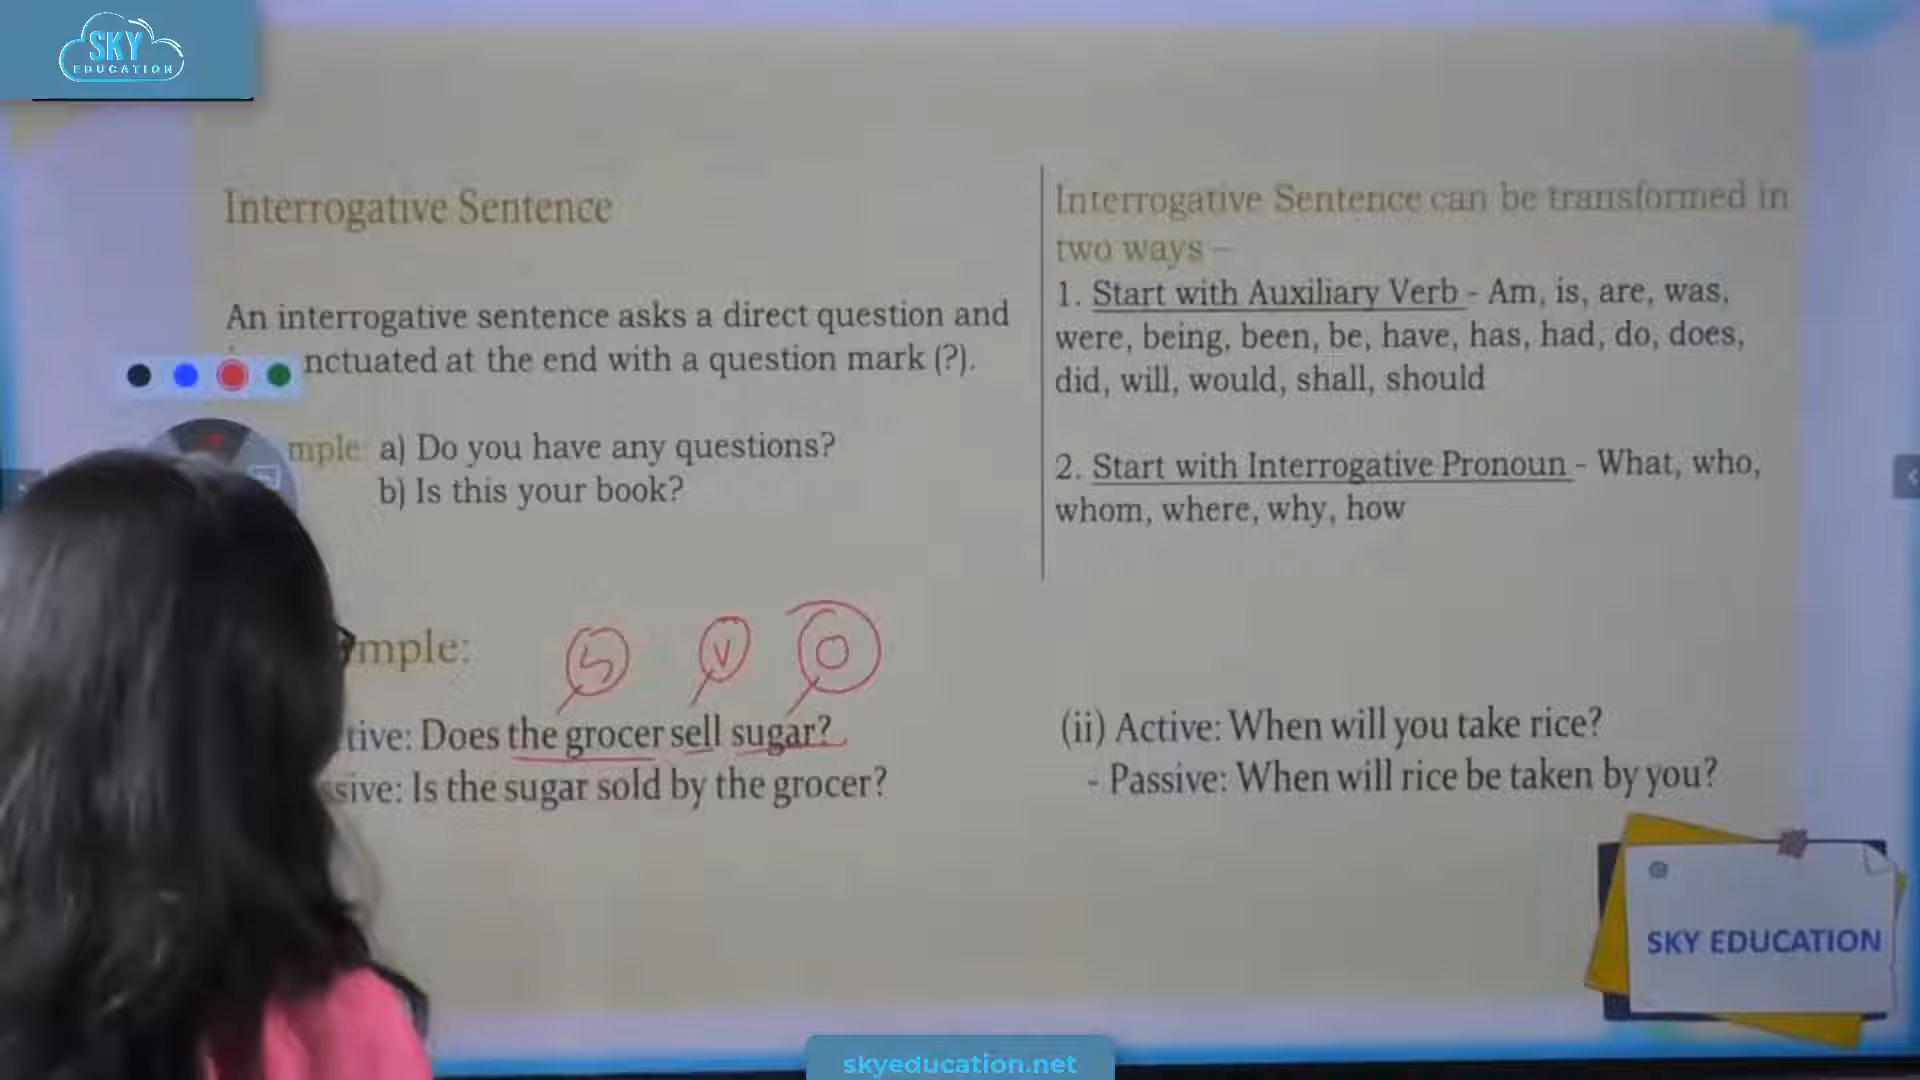 SKY
EDUCATION
Interrogative Sentence
An interrogative sentence asks a direct question and
nctuated at the end with a question mark (?).
mple: a) Do you have any questions?
b) Is this your book?
mple:
S V O
tive: Does the grocer sell sugar?
ssive: Is the sugar sold by the grocer?
Interrogative Sentence can be transformed in
two ways –
1. Start with Auxiliary Verb - Am, is, are, was,
were, being, been, be, have, has, had, do, does,
did, will, would, shall, should
2. Start with Interrogative Pronoun - What, who,
whom, where, why, how
(ii) Active: When will you take rice?
- Passive: When will rice be taken by you?
SKY EDUCATION
skyeducation.net